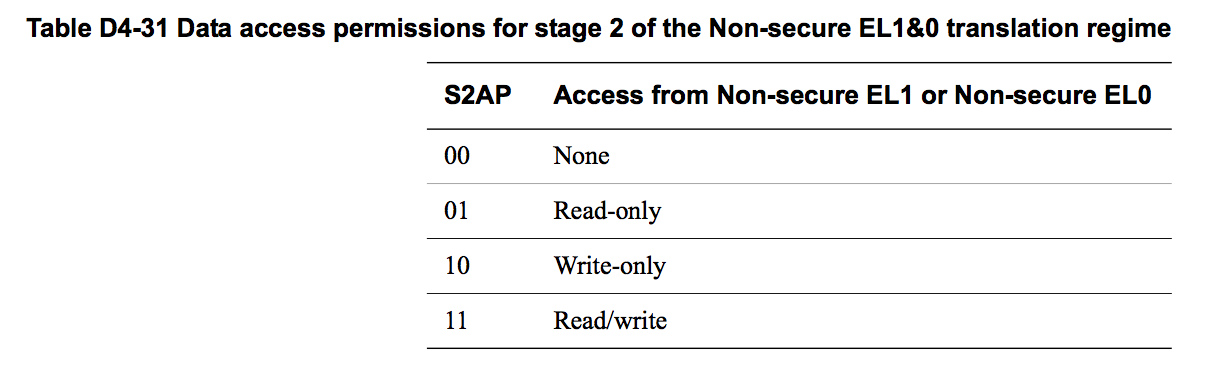 Table D4-31 Data access permissions for stage 2 of the Non-secure EL1&0 translation regime
S2AP Access from Non-secure EL1 or Non-secure EL0
00 None
01 Read-only
10 Write-only
11 Read/write